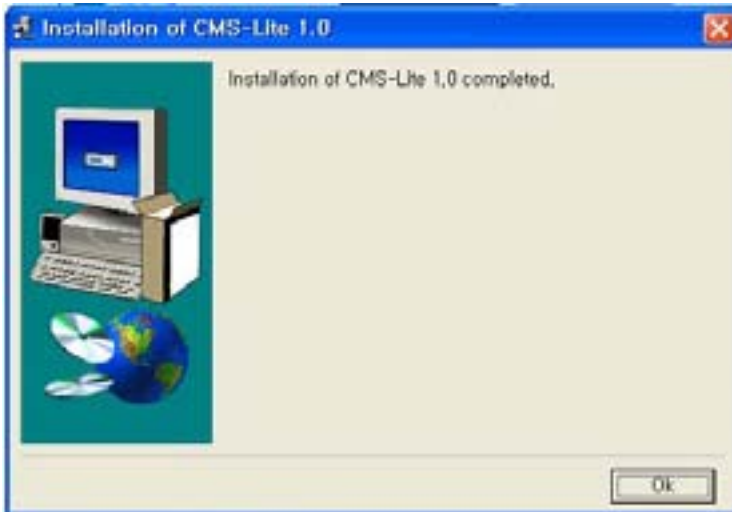 Installation of CMS-Lite 1.0
Installation of CMS-Lite 1.0 completed.
Ok